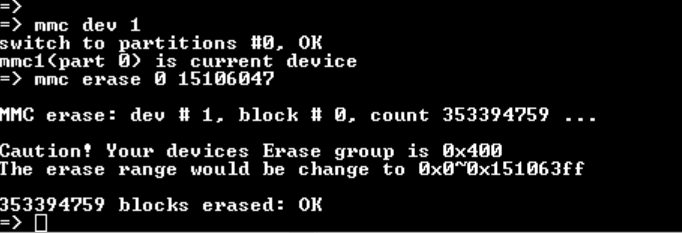 =>
=> mmc dev 1
switch to partitions #0, OK
mmc1(part 0) is current device
=> mmc erase 0 15106047
MMC erase: dev # 1, block # 0, count 353394759 ...
Caution! Your devices Erase group is 0x400
The erase range would be change to 0x0~0x151063ff
353394759 blocks erased: OK
=>